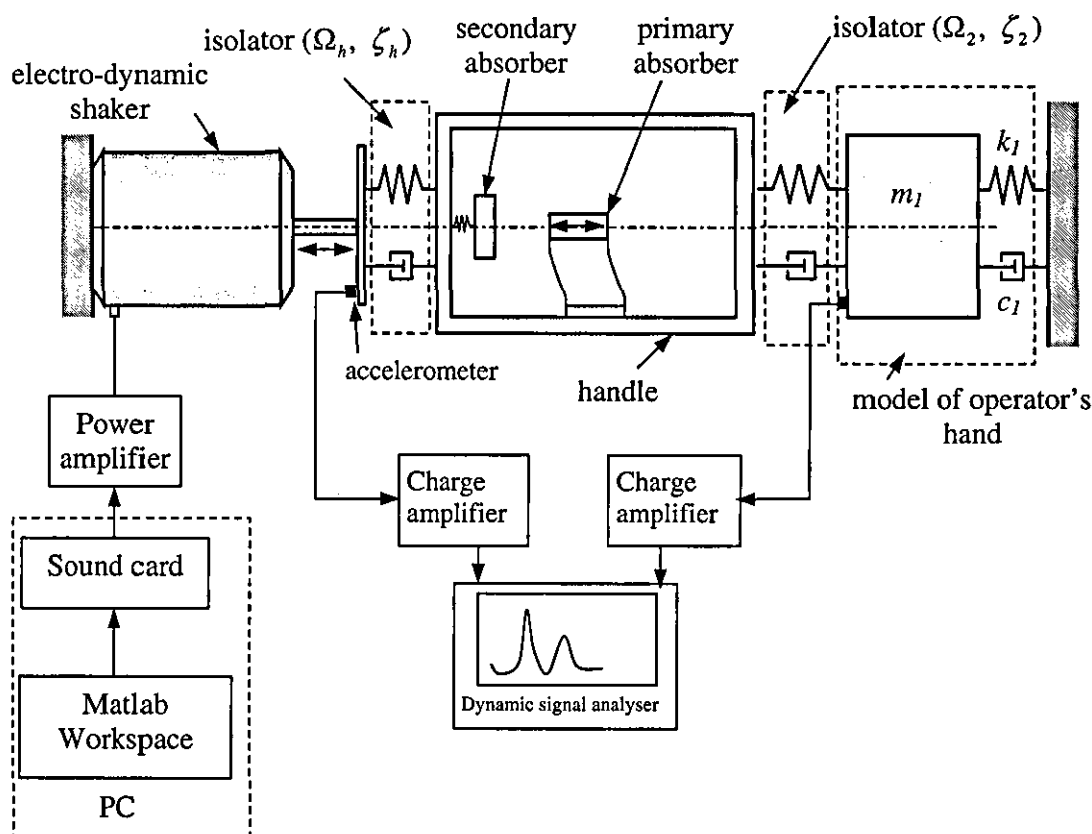 isolator (Ωₕ, ζₕ)
secondary
absorber
primary
absorber
isolator (Ω₂, ζ₂)
electro-dynamic
shaker
k₁
m₁
c₁
accelerometer
handle
model of operator's
hand
Power
amplifier
Charge
amplifier
Charge
amplifier
Sound card
Matlab
Workspace
PC
Dynamic signal analyser